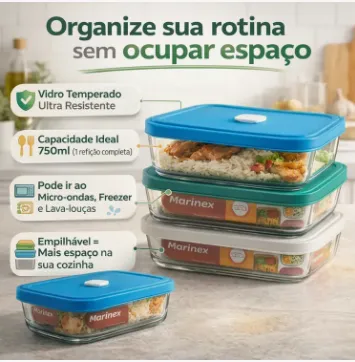 Organize sua rotina
sem ocupar espaço
Vidro Temperado
Ultra Resistente
Capacidade Ideal
750ml (1 refição completa)
Pode ir ao
Micro-ondas, Freezer
e Lava-louças
Empilhável =
Mais espaço na
sua cozinha
Marinex
Marinex
Marinex